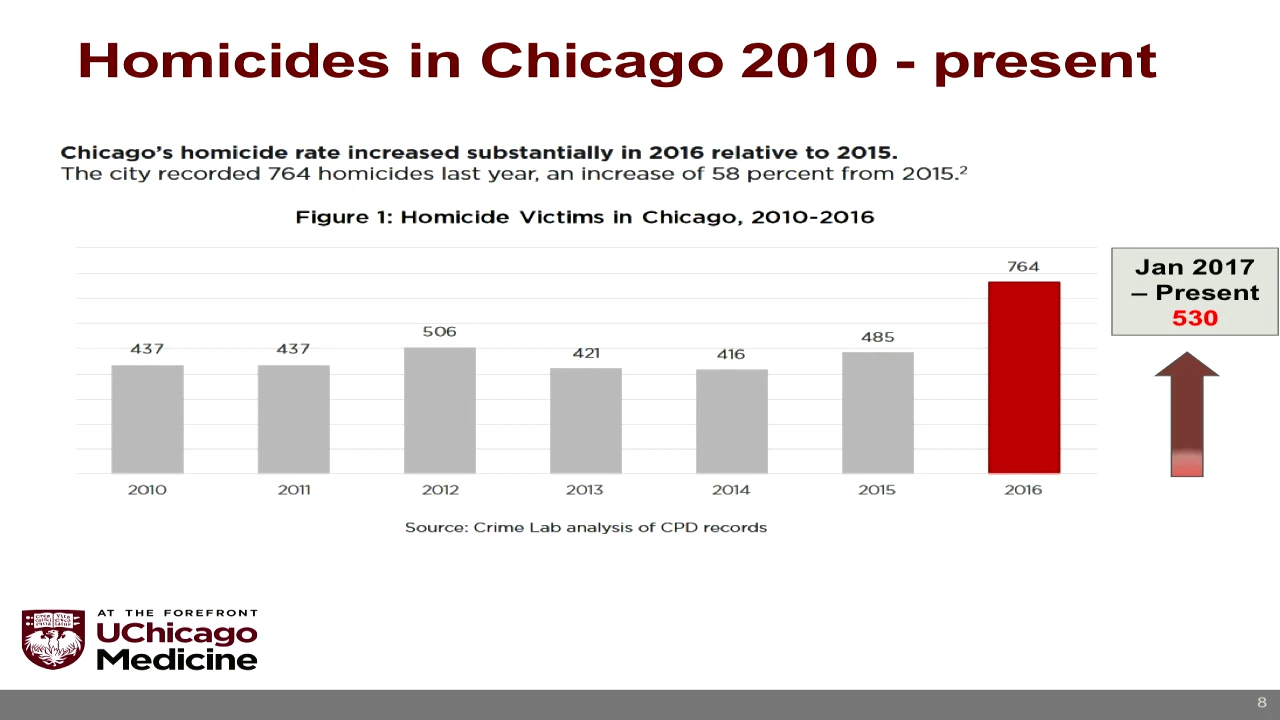 Homicides in Chicago 2010 - present
Chicago’s homicide rate increased substantially in 2016 relative to 2015.
The city recorded 764 homicides last year, an increase of 58 percent from 2015.²
Figure 1: Homicide Victims in Chicago, 2010-2016
437
437
506
421
416
485
764
2010
2011
2012
2013
2014
2015
2016
Source: Crime Lab analysis of CPD records
Jan 2017
– Present
530
AT THE FOREFRONT
UChicago
Medicine
8